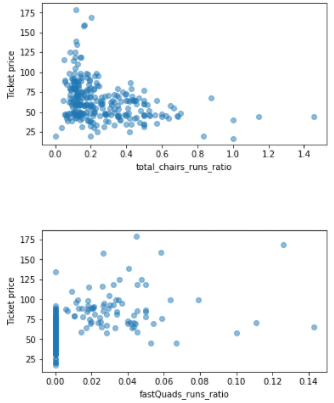 175
150
125
100
75
50
25
Ticket price
0.0 0.2 0.4 0.6 0.8 1.0 1.2 1.4
total_chairs_runs_ratio
175
150
125
100
75
50
25
Ticket price
0.00 0.02 0.04 0.06 0.08 0.10 0.12 0.14
fastQuads_runs_ratio